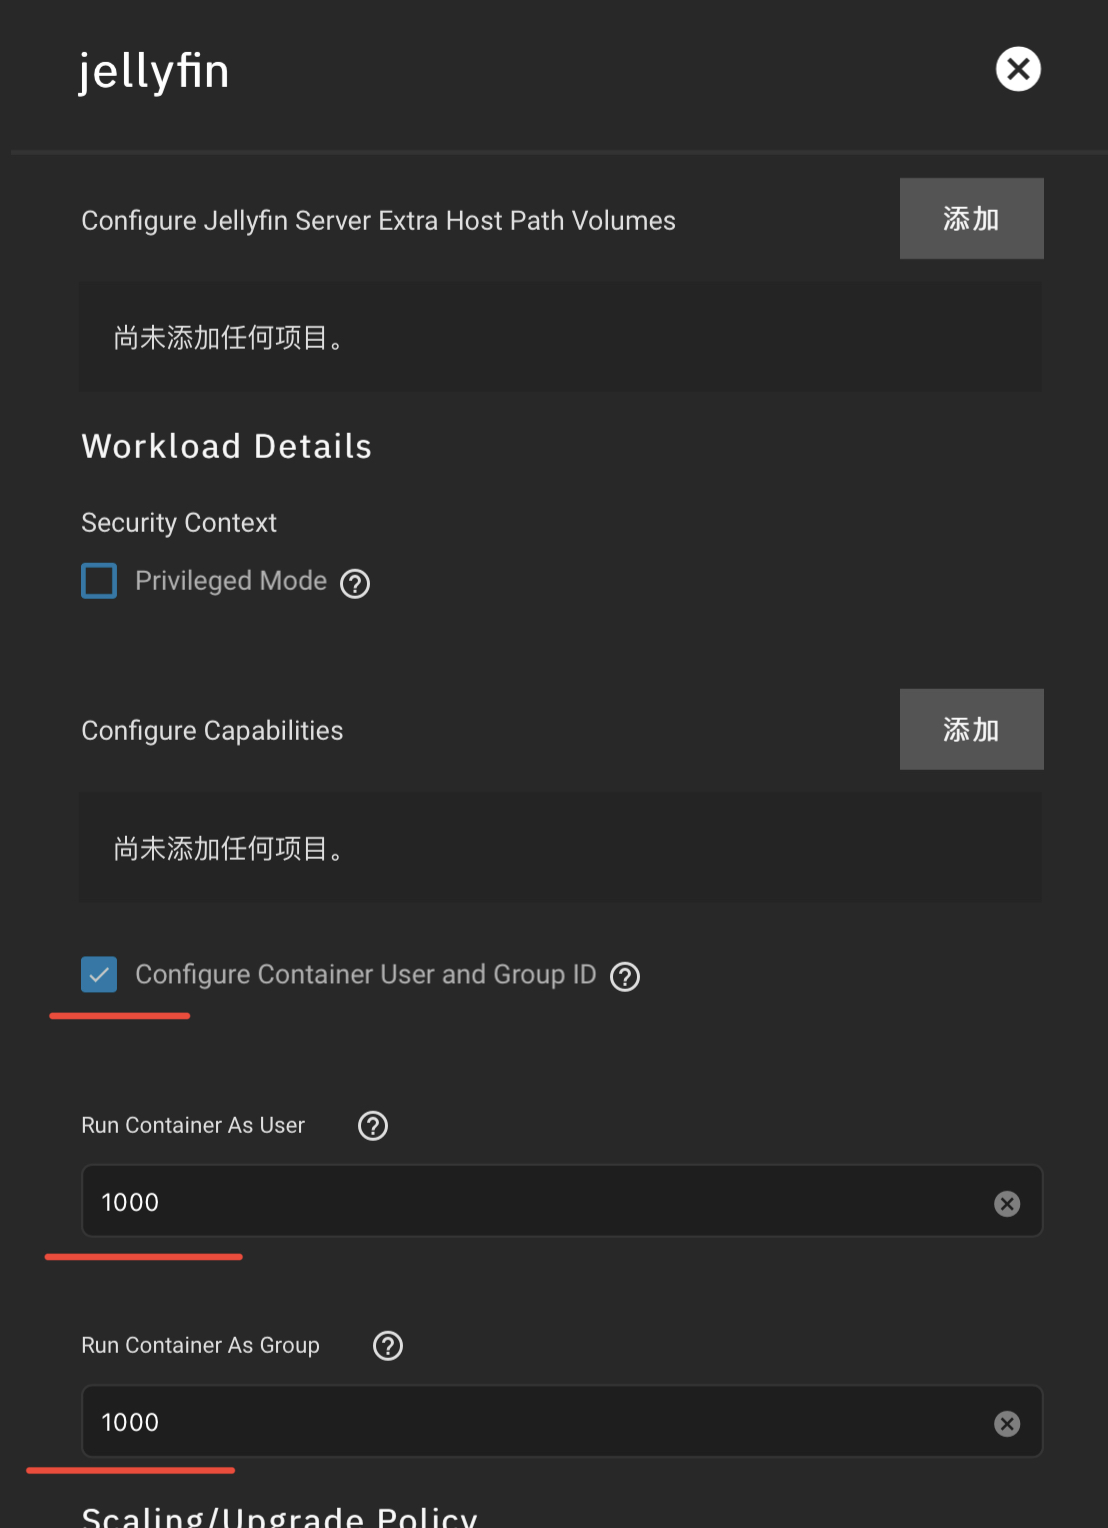 jellyfin
Configure Jellyfin Server Extra Host Path Volumes
添加
尚未添加任何项目。
Workload Details
Security Context
Privileged Mode
Configure Capabilities
添加
尚未添加任何项目。
Configure Container User and Group ID
Run Container As User
1000
Run Container As Group
1000
Scaling/Upgrade Policy